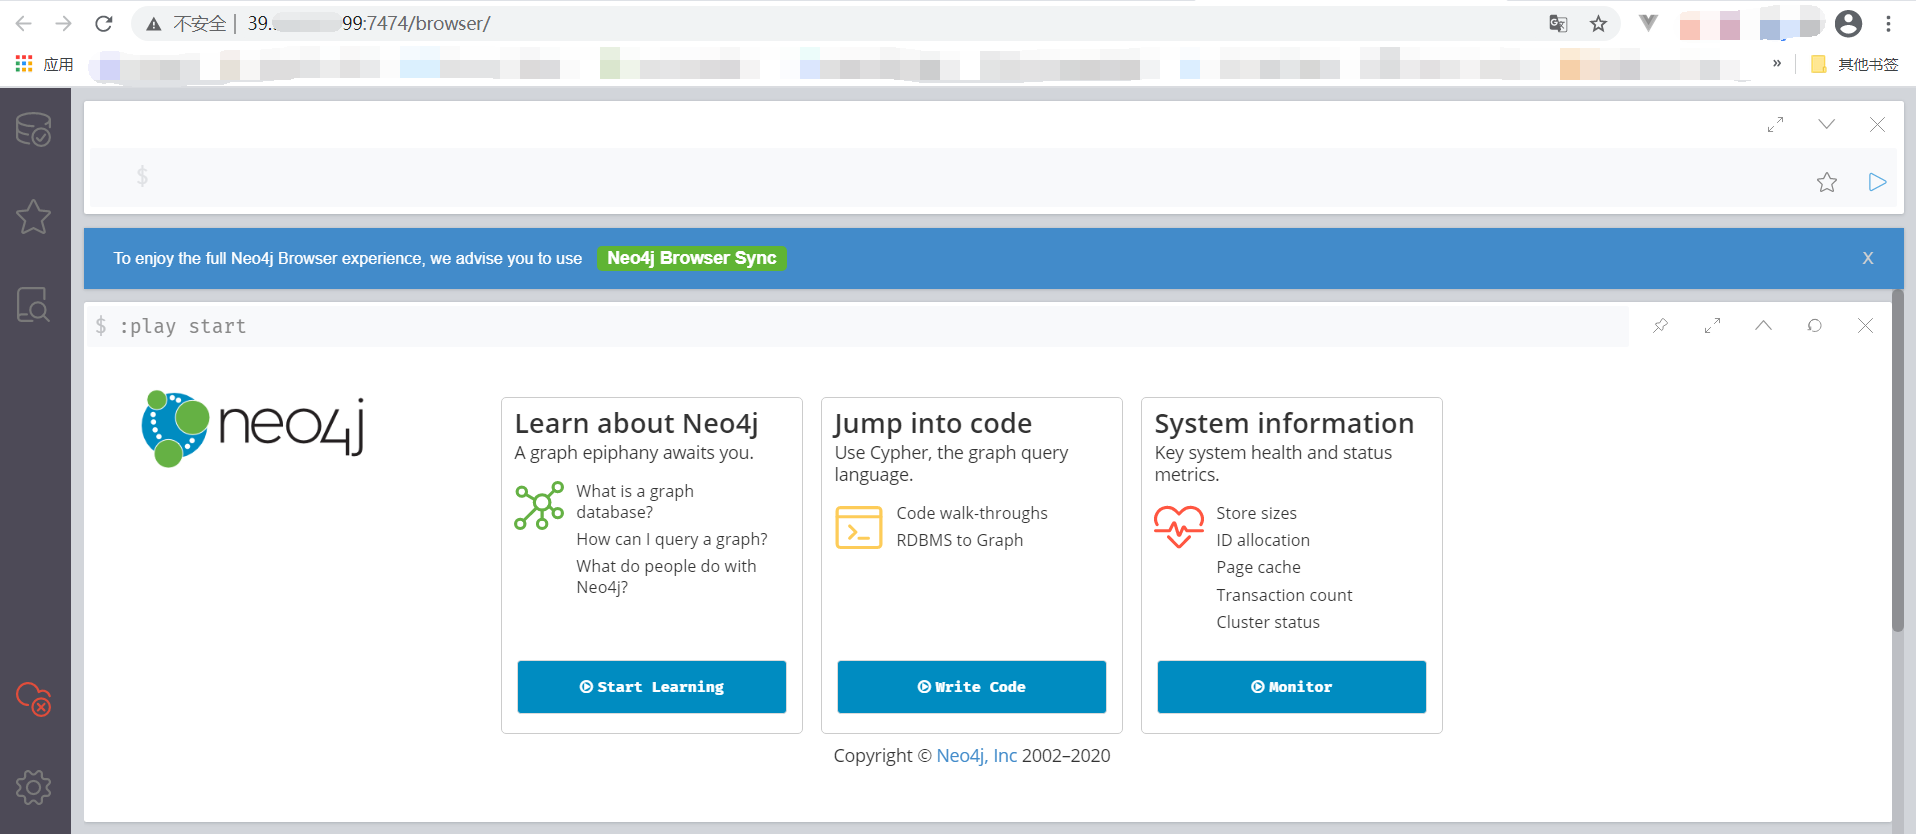 不安全 | 39. 99:7474/browser/
应用
» 其他书签
$
To enjoy the full Neo4j Browser experience, we advise you to use Neo4j Browser Sync X
$ :play start
neo4j
Learn about Neo4j
A graph epiphany awaits you.
What is a graph
database?
How can I query a graph?
What do people do with
Neo4j?
Start Learning
Jump into code
Use Cypher, the graph query
language.
Code walk-throughs
RDBMS to Graph
Write Code
System information
Key system health and status
metrics.
Store sizes
ID allocation
Page cache
Transaction count
Cluster status
Monitor
Copyright © Neo4j, Inc 2002–2020